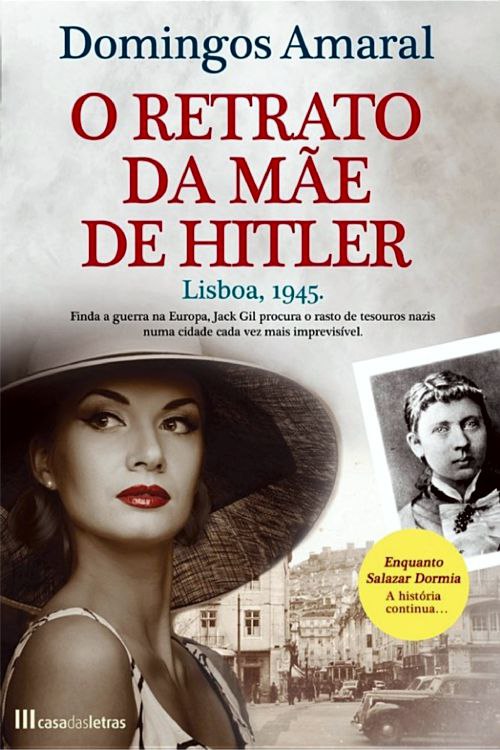 Domingos Amaral
O RETRATO
DA MÃE
DE HITLER
Lisboa, 1945.
Finda a guerra na Europa, Jack Gil procura o rasto de tesouros nazis
numa cidade cada vez mais imprevisível.
Enquanto
Salazar Dormia
A história
continua...
casadasletras